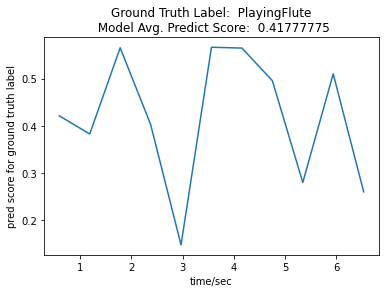 Ground Truth Label:  PlayingFlute
Model Avg. Predict Score:  0.41777775
pred score for ground truth label
0.5
0.4
0.3
0.2
1 2 3 4 5 6
time/sec